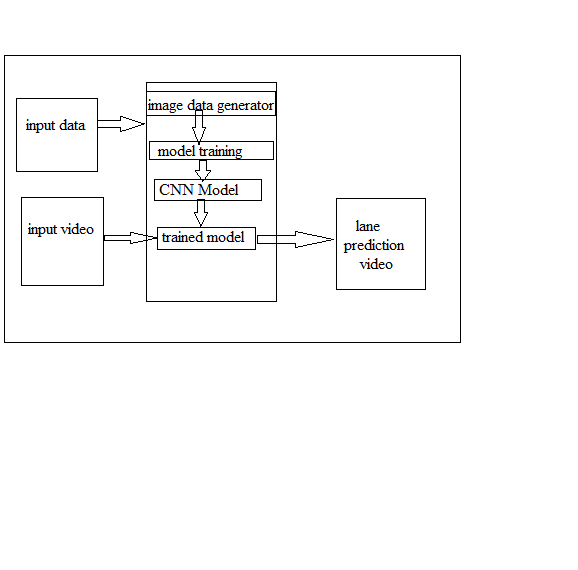 image data generator
input data
model training
CNN Model
input video
trained model
lane
prediction
video